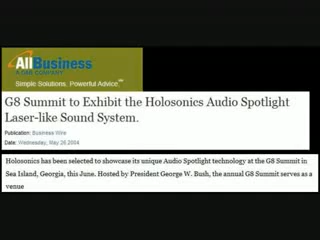 AllBusiness
A D&B COMPANY
Simple Solutions. Powerful Advice.℠
G8 Summit to Exhibit the Holosonics Audio Spotlight
Laser-like Sound System.
Publication: Business Wire
Date: Wednesday, May 26 2004
Holosonics has been selected to showcase its unique Audio Spotlight technology at the G8 Summit in
Sea Island, Georgia, this June. Hosted by President George W. Bush, the annual G8 Summit serves as a
venue